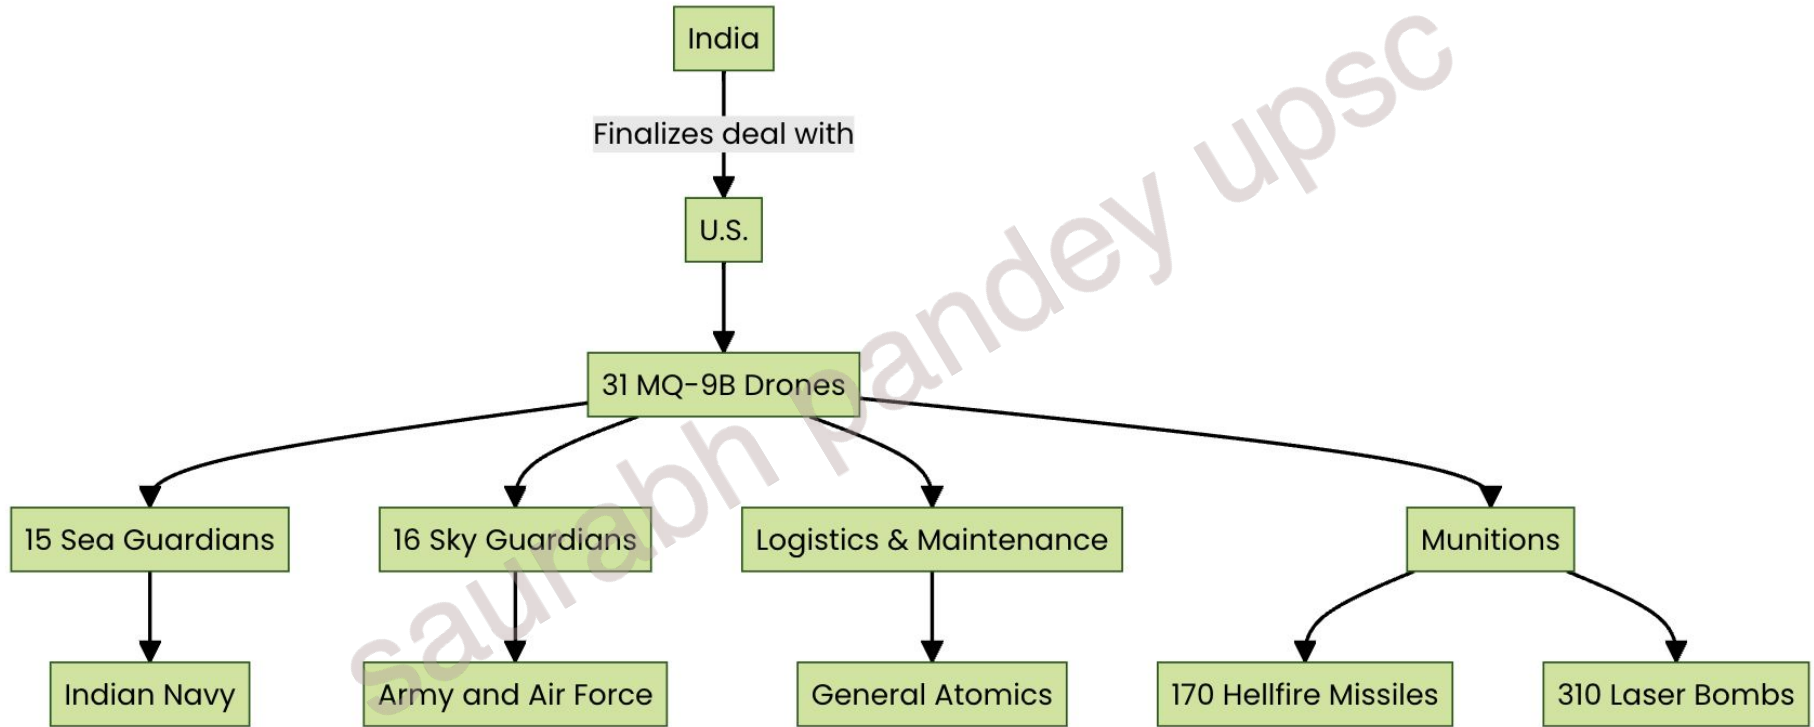 India
Finalizes deal with
U.S.
31 MQ-9B Drones
15 Sea Guardians
16 Sky Guardians
Logistics & Maintenance
Munitions
Indian Navy
Army and Air Force
General Atomics
170 Hellfire Missiles
310 Laser Bombs
saurabh pandey upsc